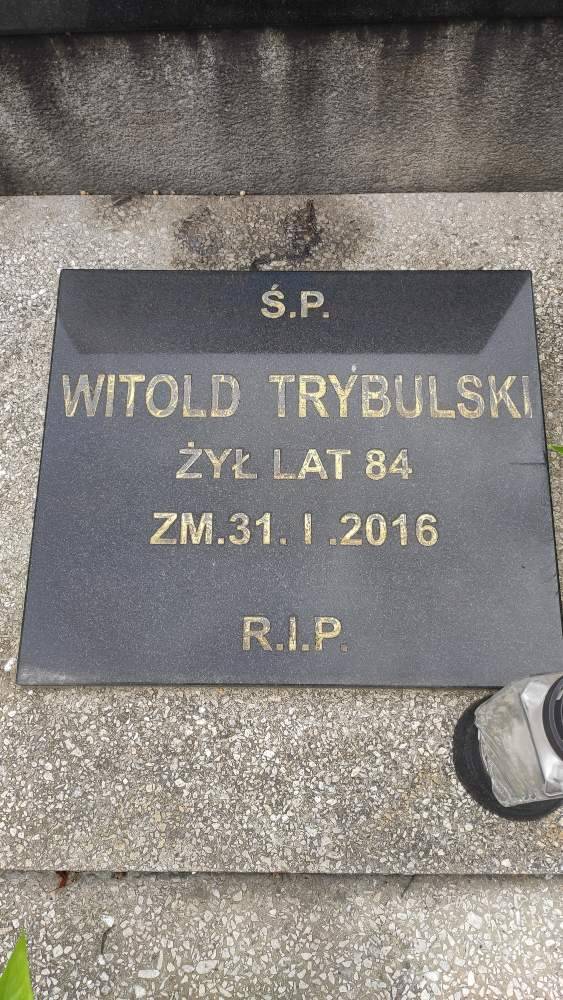 Ś.P.
WITOLD TRYBULSKI
ŻYŁ LAT 84
ZM.31. I .2016
R.I.P.